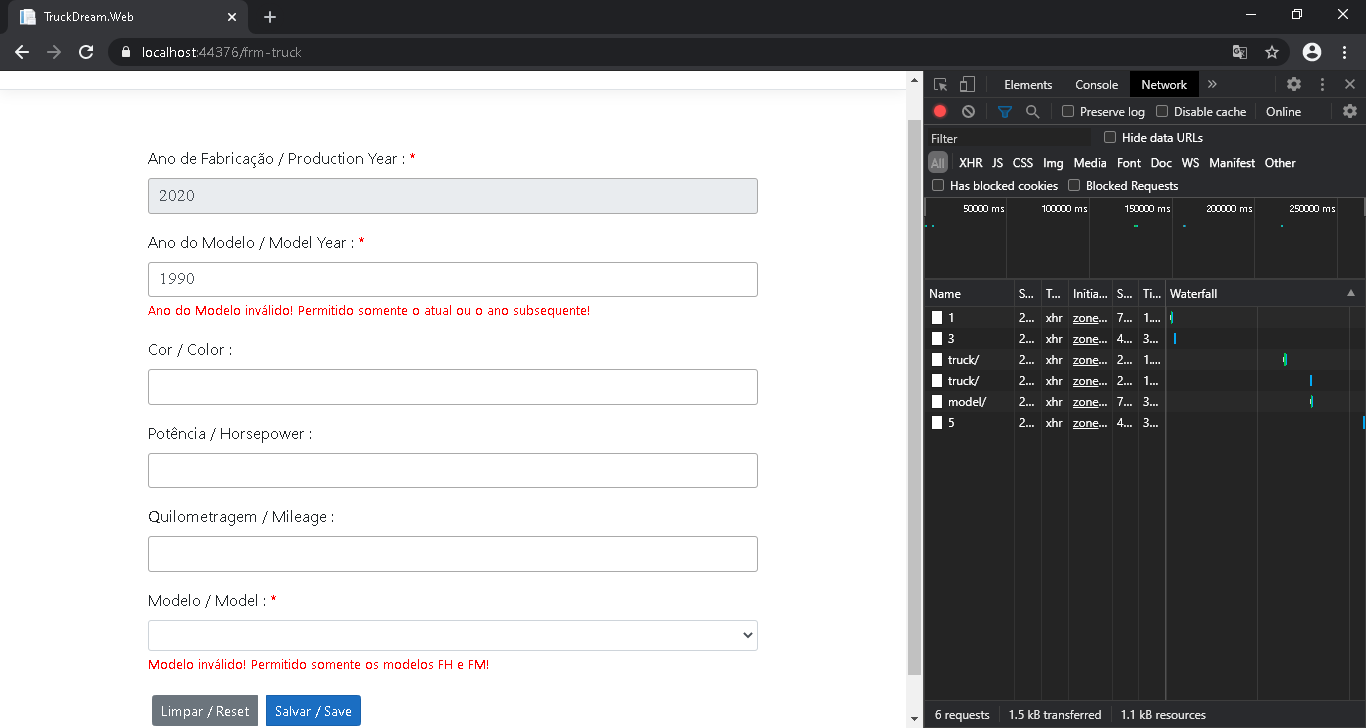 TruckDream.Web
localhost:44376/frm-truck
Ano de Fabricação / Production Year : *
2020
Ano do Modelo / Model Year : *
1990
Ano do Modelo inválido! Permitido somente o atual ou o ano subsequente!
Cor / Color :
Potência / Horsepower :
Quilometragem / Mileage :
Modelo / Model : *
Modelo inválido! Permitido somente os modelos FH e FM!
Limpar / Reset Salvar / Save
Elements Console Network »
Preserve log Disable cache Online
Filter Hide data URLs
All XHR JS CSS Img Media Font Doc WS Manifest Other
Has blocked cookies Blocked Requests
50000 ms 100000 ms 150000 ms 200000 ms 250000 ms
Name S... T... Initia... S... Ti... Waterfall
1 2... xhr zone... 7... 1....
3 2... xhr zone... 4... 3...
truck/ 2... xhr zone... 2... 1....
truck/ 2... xhr zone... 2... 1...
model/ 2... xhr zone... 7... 3...
5 2... xhr zone... 4... 3...
6 requests 1.5 kB transferred 1.1 kB resources